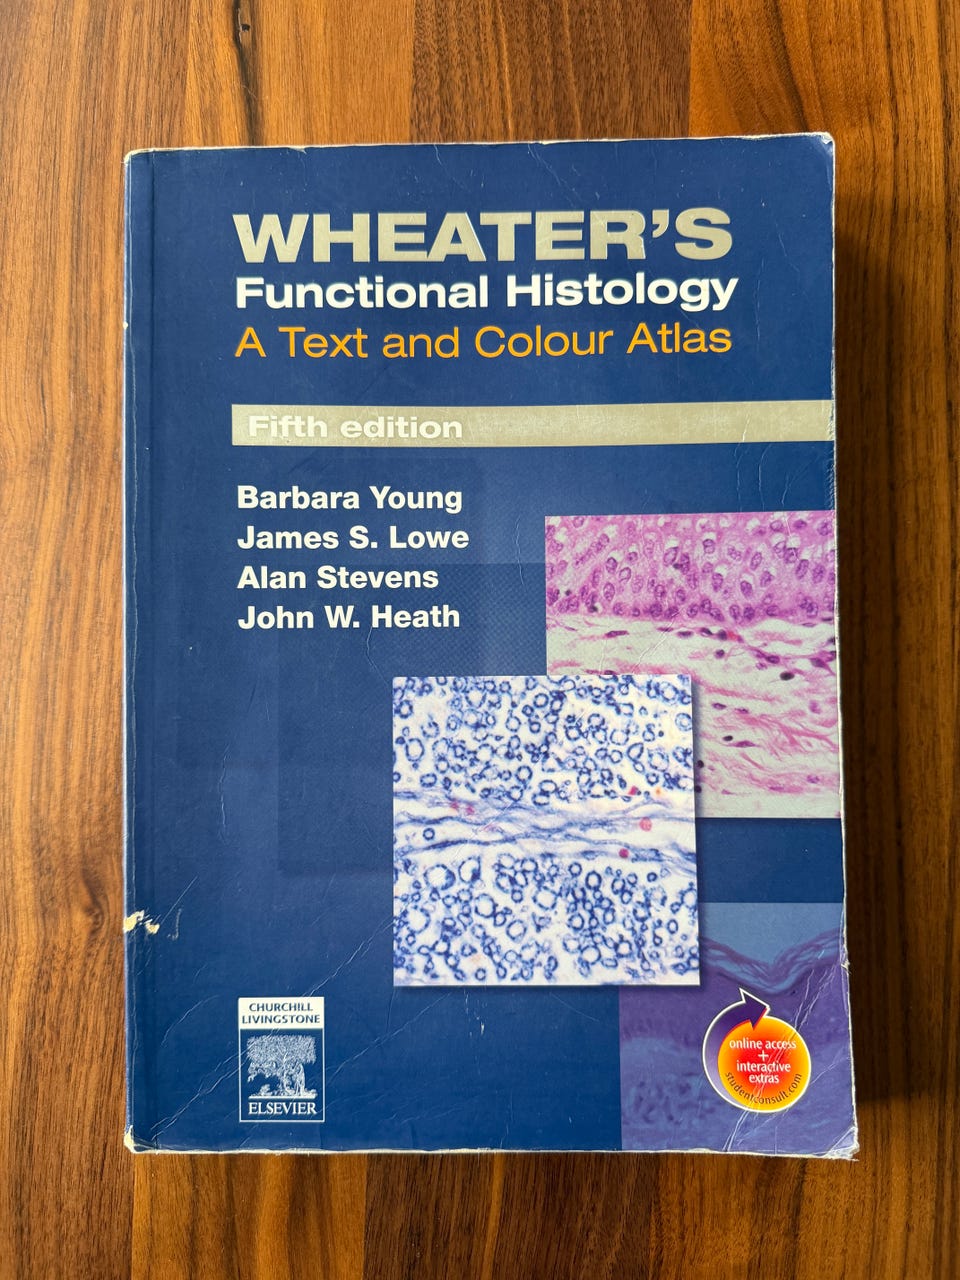 WHEATER'S
Functional Histology
A Text and Colour Atlas
Fifth edition
Barbara Young
James S. Lowe
Alan Stevens
John W. Heath
CHURCHILL
LIVINGSTONE
ELSEVIER
online access
+
interactive
extras
studentconsult.com